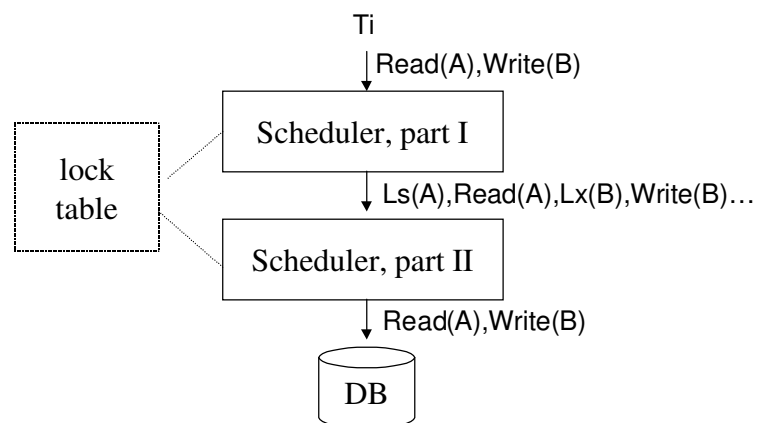 Ti
Read(A),Write(B)
Scheduler, part I
lock
table
Ls(A),Read(A),Lx(B),Write(B)…
Scheduler, part II
Read(A),Write(B)
DB